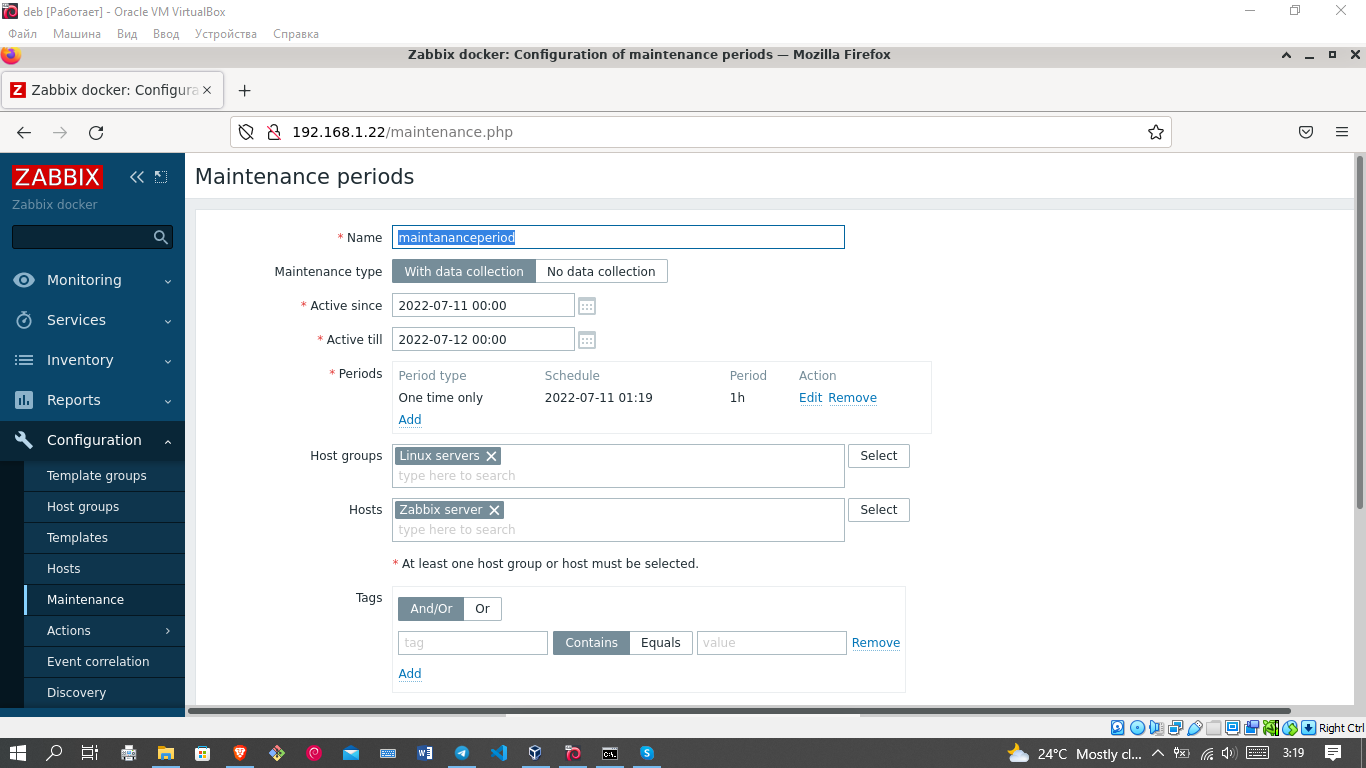 deb [Работает] - Oracle VM VirtualBox
Файл Машина Вид Ввод Устройства Справка
Zabbix docker: Configuration of maintenance periods — Mozilla Firefox
Z Zabbix docker: Configura
192.168.1.22/maintenance.php
ZABBIX
Zabbix docker
Monitoring
Services
Inventory
Reports
Configuration
Template groups
Host groups
Templates
Hosts
Maintenance
Actions
Event correlation
Discovery
Maintenance periods
* Name maintananceperiod
Maintenance type With data collection No data collection
* Active since 2022-07-11 00:00
* Active till 2022-07-12 00:00
* Periods Period type Schedule Period Action
One time only 2022-07-11 01:19 1h Edit Remove
Add
Host groups Linux servers Select
type here to search
Hosts Zabbix server Select
type here to search
* At least one host group or host must be selected.
Tags And/Or Or
tag Contains Equals value Remove
Add
Right Ctrl
24°C Mostly cl... 3:19